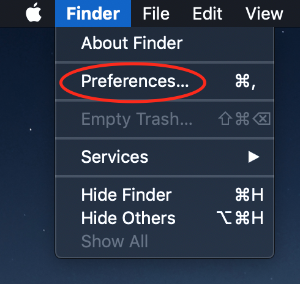 Finder File Edit View
About Finder
Preferences... ⌘,
Empty Trash... ⇧⌘⌫
Services ▶
Hide Finder ⌘H
Hide Others ⌥⌘H
Show All